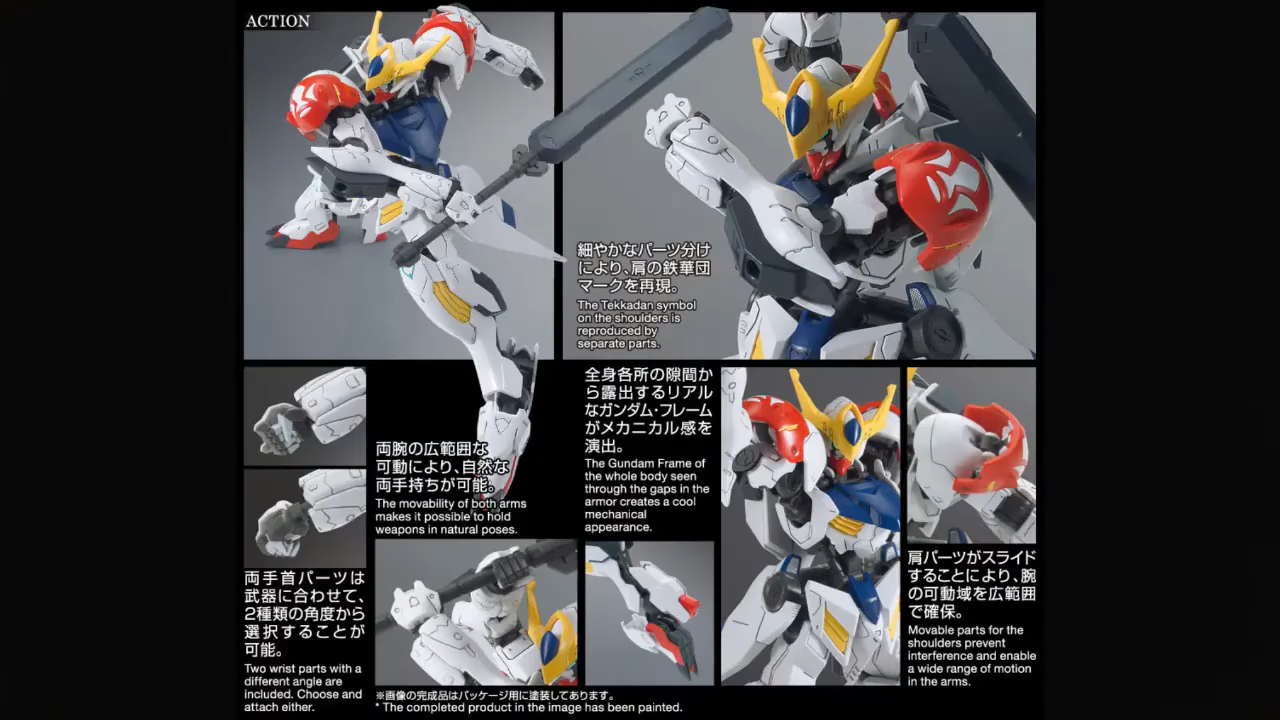 ACTION
細やかなパーツ分け
により、肩の鉄華団
マークを再現。
The Tekkadan symbol
on the shoulders is
reproduced by
separate parts.
両腕の広範囲な
可動により、自然な
両手持ちが可能。
The movability of both arms
makes it possible to hold
weapons in natural poses.
全身各所の隙間か
ら露出するリアル
なガンダム・フレーム
がメカニカル感を
演出。
The Gundam Frame of
the whole body seen
through the gaps in the
armor creates a cool
mechanical
appearance.
両手首パーツは
武器に合わせて、
2種類の角度から
選択することが
可能。
Two wrist parts with a
different angle are
included. Choose and
attach either.
肩パーツがスライド
することにより、腕
の可動域を広範囲
で確保。
Movable parts for the
shoulders prevent
interference and enable
a wide range of motion
in the arms.
※画像の完成品はパッケージ用に塗装してあります。
* The completed product in the image has been painted.